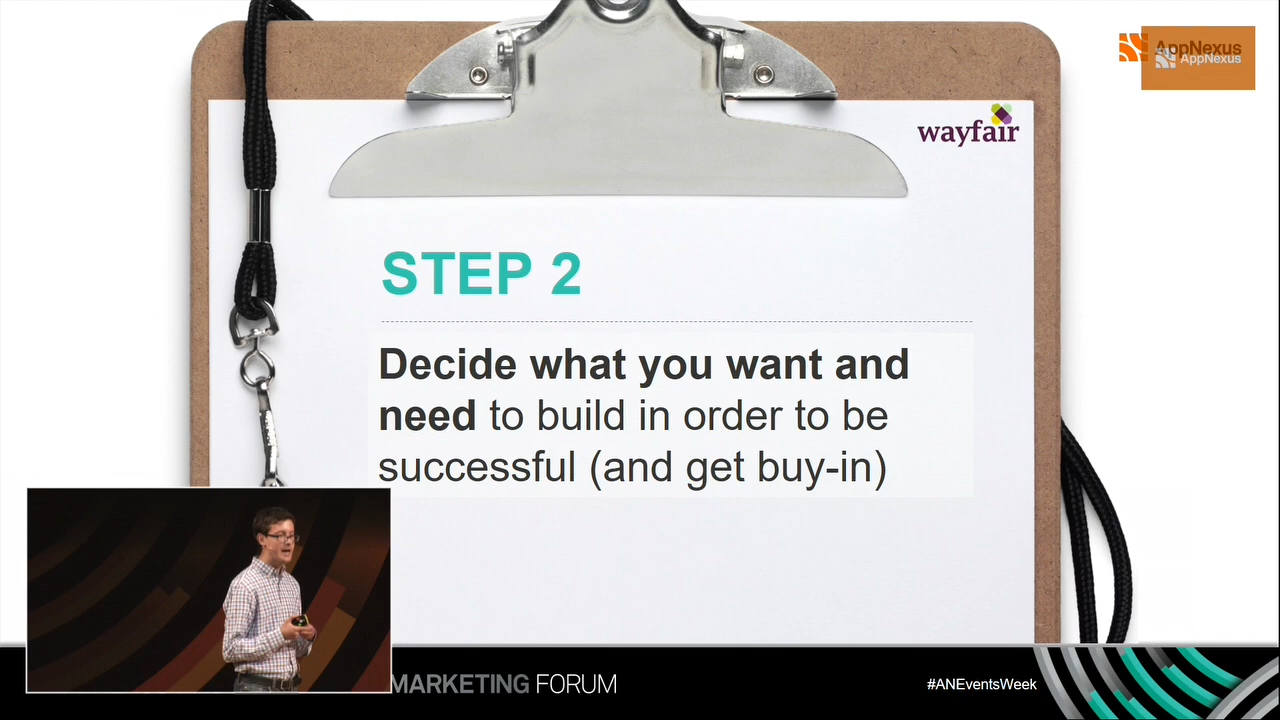 AppNexus
AppNexus
wayfair
STEP 2
Decide what you want and
need to build in order to be
successful (and get buy-in)
MARKETING FORUM
#ANEventsWeek